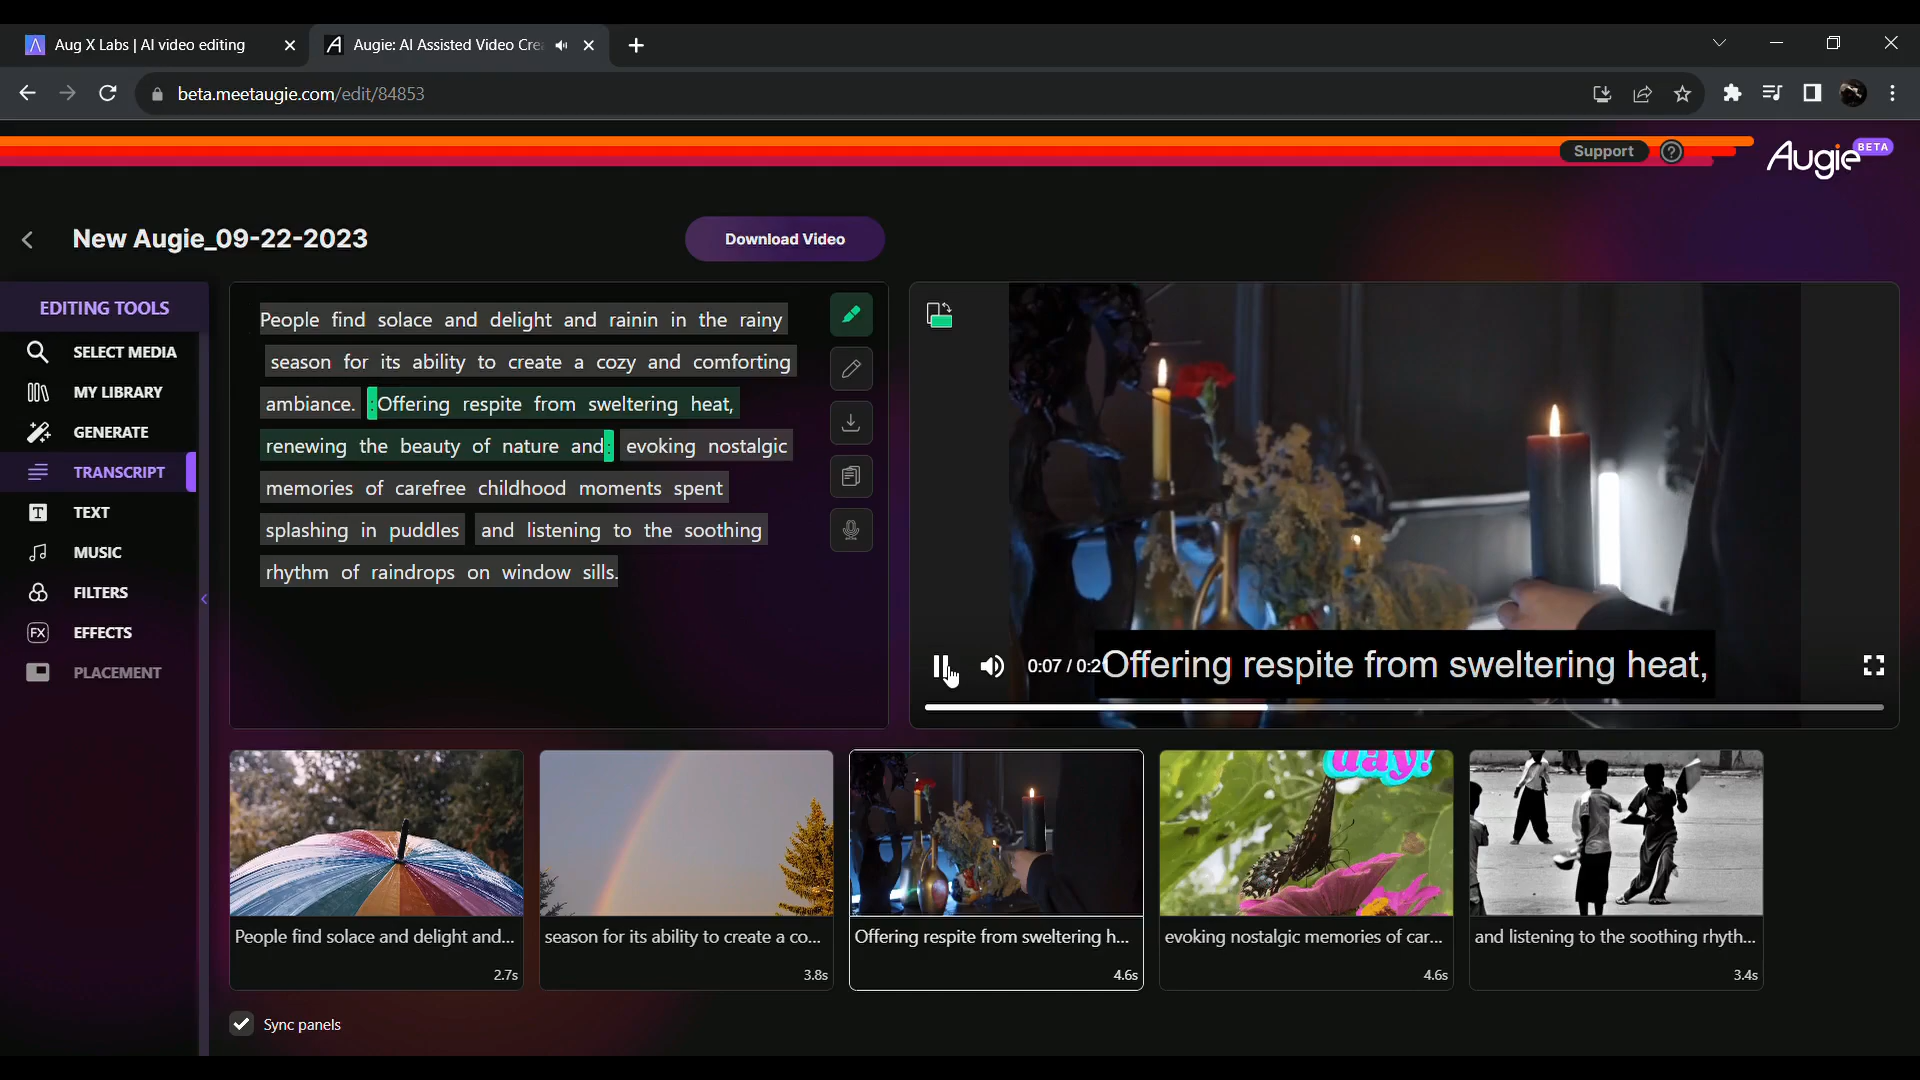 Aug X Labs | AI video editing
Augie: AI Assisted Video Cre
beta.meetaugie.com/edit/84853
Support
Augie
BETA
New Augie_09-22-2023
Download Video
EDITING TOOLS
SELECT MEDIA
MY LIBRARY
GENERATE
TRANSCRIPT
TEXT
MUSIC
FX
FILTERS
EFFECTS
PLACEMENT
People find solace and delight and rainin in the rainy
season for its ability to create a cozy and comforting
ambiance. Offering respite from sweltering heat,
renewing the beauty of nature and evoking nostalgic
memories of carefree childhood moments spent
splashing in puddles and listening to the soothing
rhythm of raindrops on window sills.
0:07 / 0:2
Offering respite from sweltering heat,
day!
People find solace and delight and...
2.7s
season for its ability to create a co...
3.8s
Offering respite from sweltering h...
4.6s
evoking nostalgic memories of car...
4.6s
and listening to the soothing rhyth...
3.4s
Sync panels